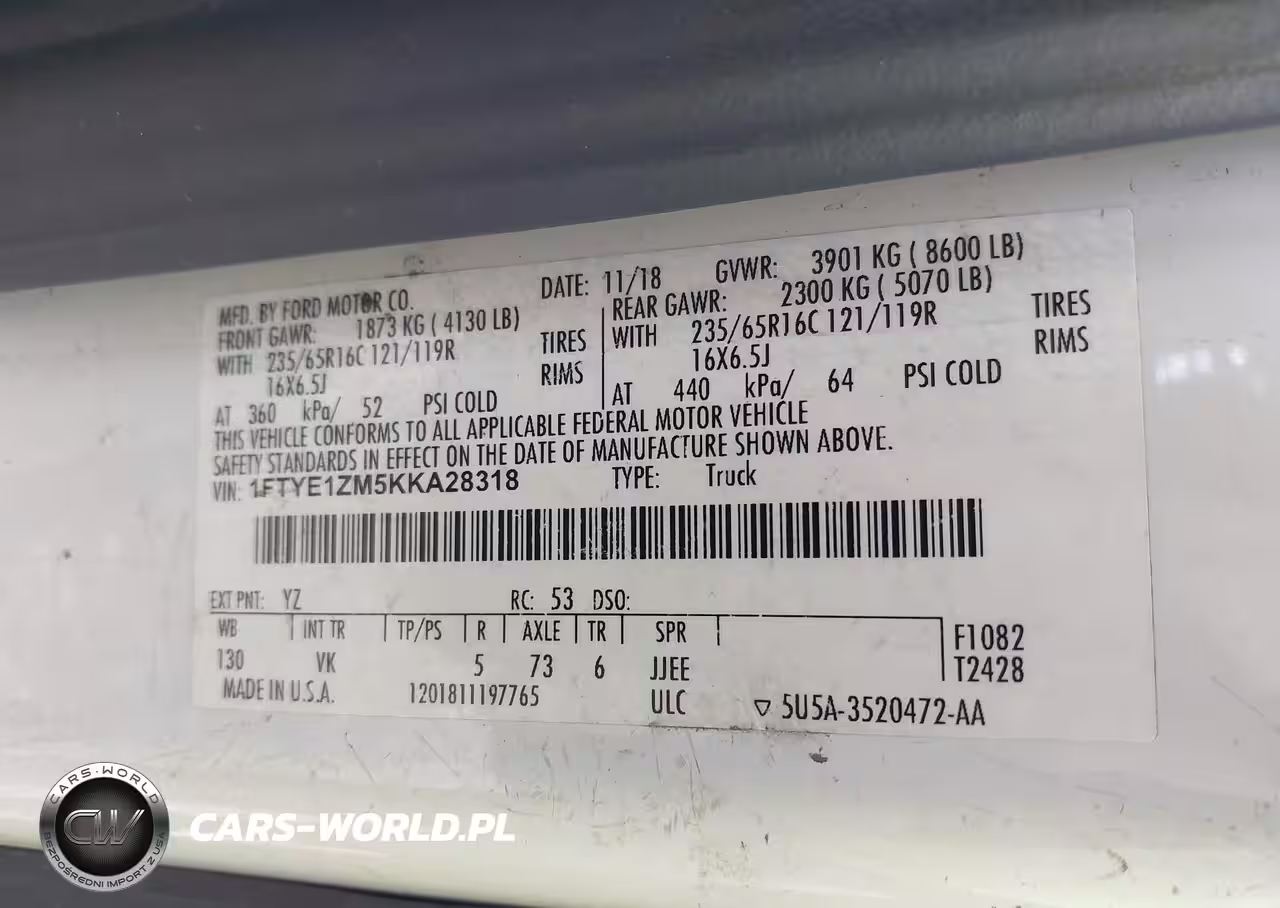 MFD. BY FORD MOTOR CO. DATE: 11/18 GVWR: 3901 KG ( 8600 LB)
FRONT GAWR: 1873 KG ( 4130 LB) REAR GAWR: 2300 KG ( 5070 LB)
WITH 235/65R16C 121/119R TIRES WITH 235/65R16C 121/119R TIRES
16X6.5J RIMS 16X6.5J RIMS
AT 360 kPa/ 52 PSI COLD AT 440 kPa/ 64 PSI COLD
THIS VEHICLE CONFORMS TO ALL APPLICABLE FEDERAL MOTOR VEHICLE
SAFETY STANDARDS IN EFFECT ON THE DATE OF MANUFACTURE SHOWN ABOVE.
VIN: 1FTYE1ZM5KKA28318 TYPE: Truck
EXT PNT: YZ RC: 53 DSO:
WB INT TR TP/PS R AXLE TR SPR F1082
130 VK 5 73 6 JJEE T2428
MADE IN U.S.A. 1201811197765 ULC ▽ 5U5A-3520472-AA
CARS-WORLD
CW
BEZPOŚREDNI IMPORT Z USA
CARS-WORLD.PL